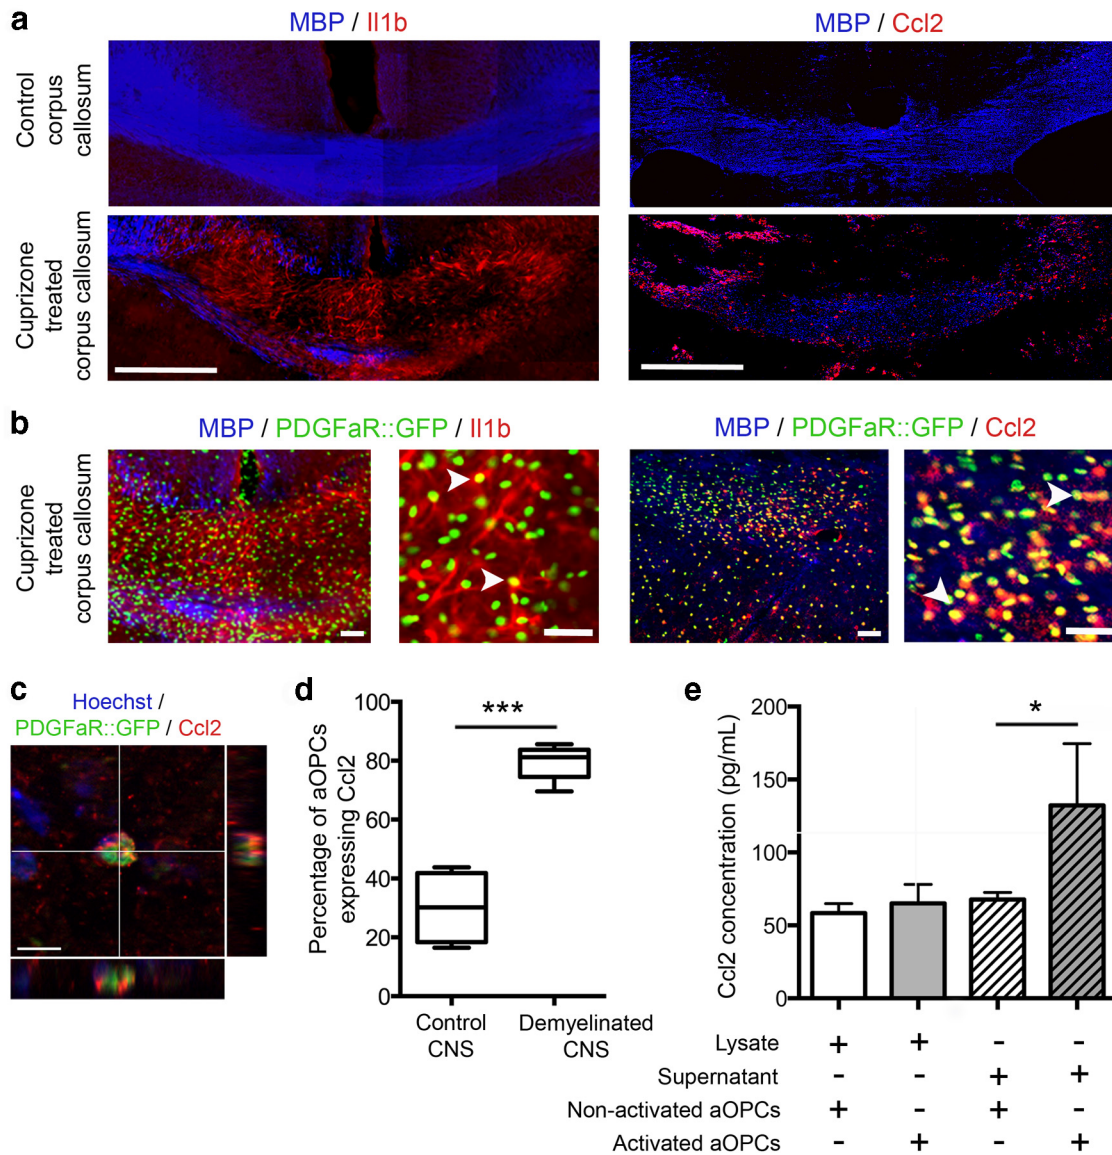 a
MBP / Il1b
MBP / Ccl2
Control
corpus
callosum
Cuprizone
treated
corpus callosum
b
MBP / PDGFaR::GFP / Il1b
MBP / PDGFaR::GFP / Ccl2
Cuprizone
treated
corpus callosum
c
Hoechst /
PDGFaR::GFP / Ccl2
d
Percentage of aOPCs
expressing Ccl2
100
80
60
40
20
0
***
Control
CNS
Demyelinated
CNS
e
Ccl2 concentration (pg/mL)
200
150
100
50
0
*
Lysate + + - -
Supernatant - - + +
Non-activated aOPCs + - + -
Activated aOPCs - + - +